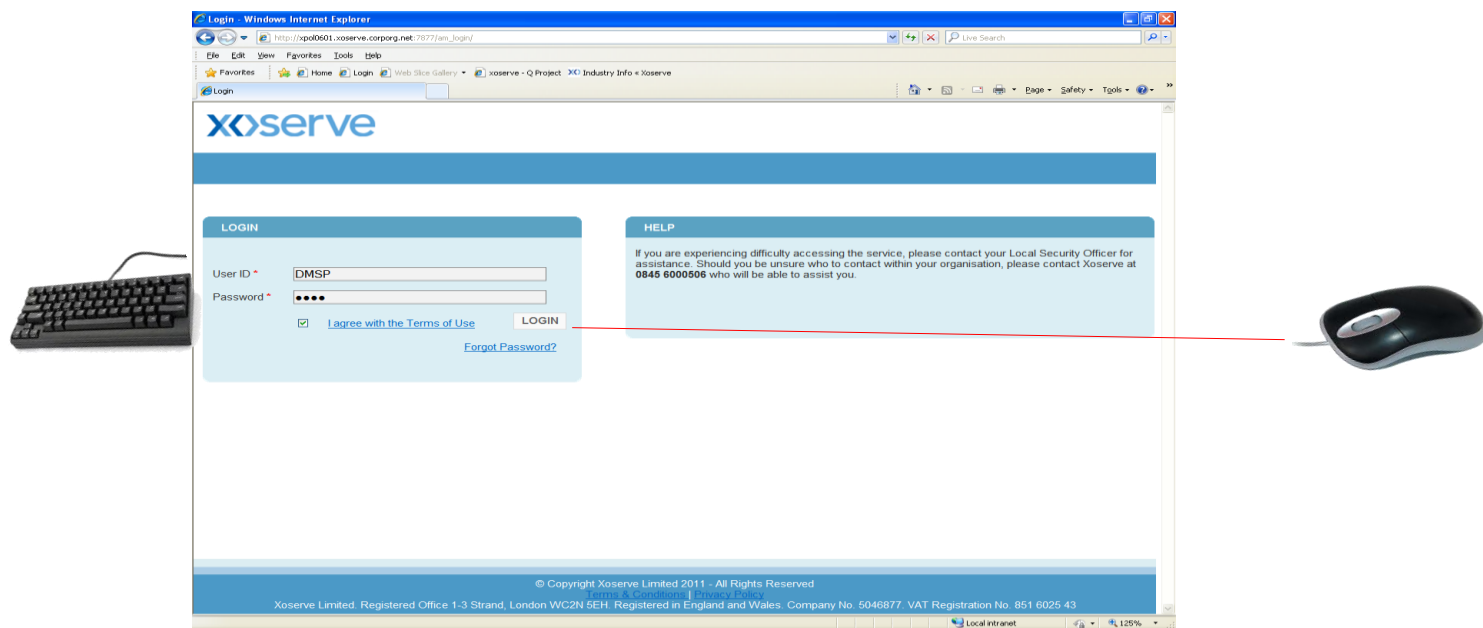 Login - Windows Internet Explorer
http://xpol0601.xoserve.corporg.net:7877/am_login/
Live Search
File Edit View Favorites Tools Help
Favorites Home Login Web Slice Gallery xoserve - Q Project XO Industry Info « Xoserve
Login Page Safety Tools »
xoserve
LOGIN
User ID * DMSP
Password * ●●●●
I agree with the Terms of Use LOGIN
Forgot Password?
HELP
If you are experiencing difficulty accessing the service, please contact your Local Security Officer for
assistance. Should you be unsure who to contact within your organisation, please contact Xoserve at
0845 6000506 who will be able to assist you.
© Copyright Xoserve Limited 2011 - All Rights Reserved
Terms & Conditions | Privacy Policy
Xoserve Limited. Registered Office 1-3 Strand, London WC2N 5EH. Registered in England and Wales. Company No. 5046877. VAT Registration No. 851 6025 43
Local intranet 125%